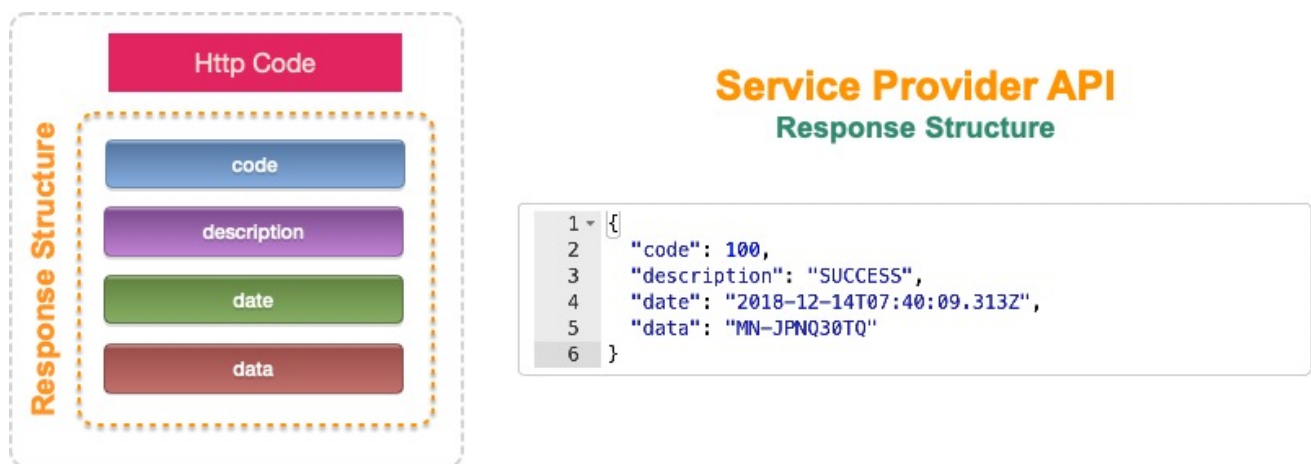 Http Code
Response Structure
code
description
date
data
Service Provider API
Response Structure
1 {
2 "code": 100,
3 "description": "SUCCESS",
4 "date": "2018-12-14T07:40:09.313Z",
5 "data": "MN-JPNQ30TQ"
6 }